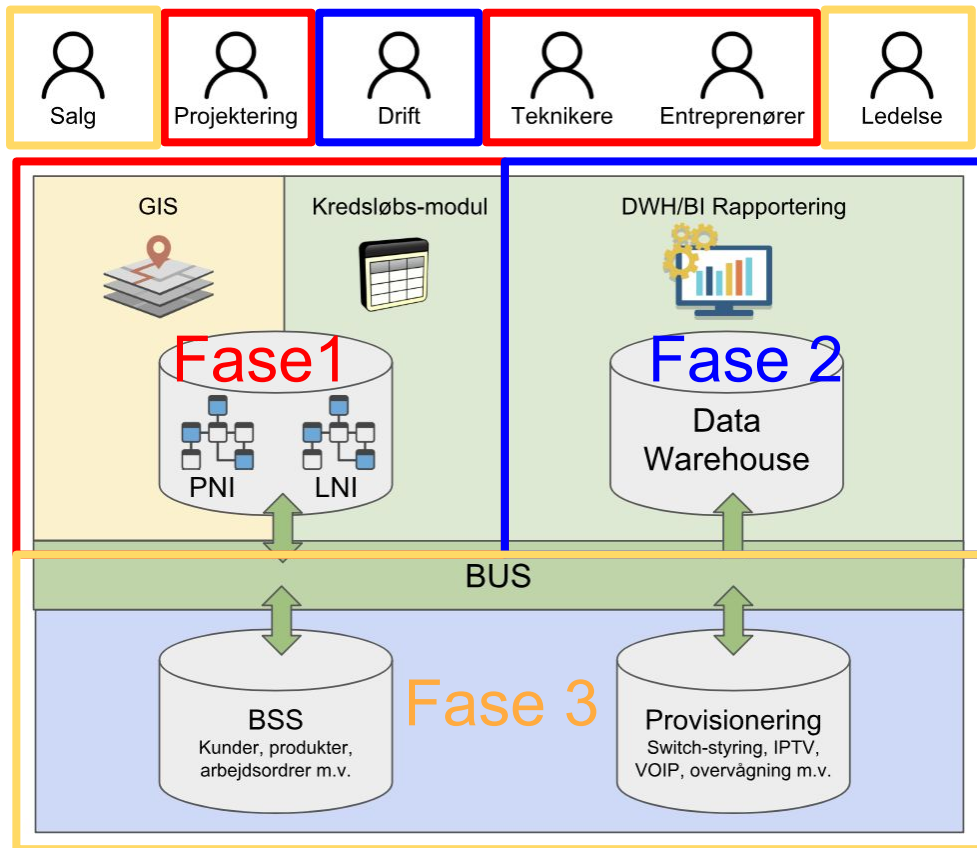 Salg
Projektering
Drift
Teknikere
Entreprenører
Ledelse
GIS
Kredsløbs-modul
DWH/BI Rapportering
Fase1
Fase 2
PNI
LNI
Data
Warehouse
BUS
Fase 3
BSS
Kunder, produkter,
arbejdsordrer m.v.
Provisionering
Switch-styring, IPTV,
VOIP, overvågning m.v.